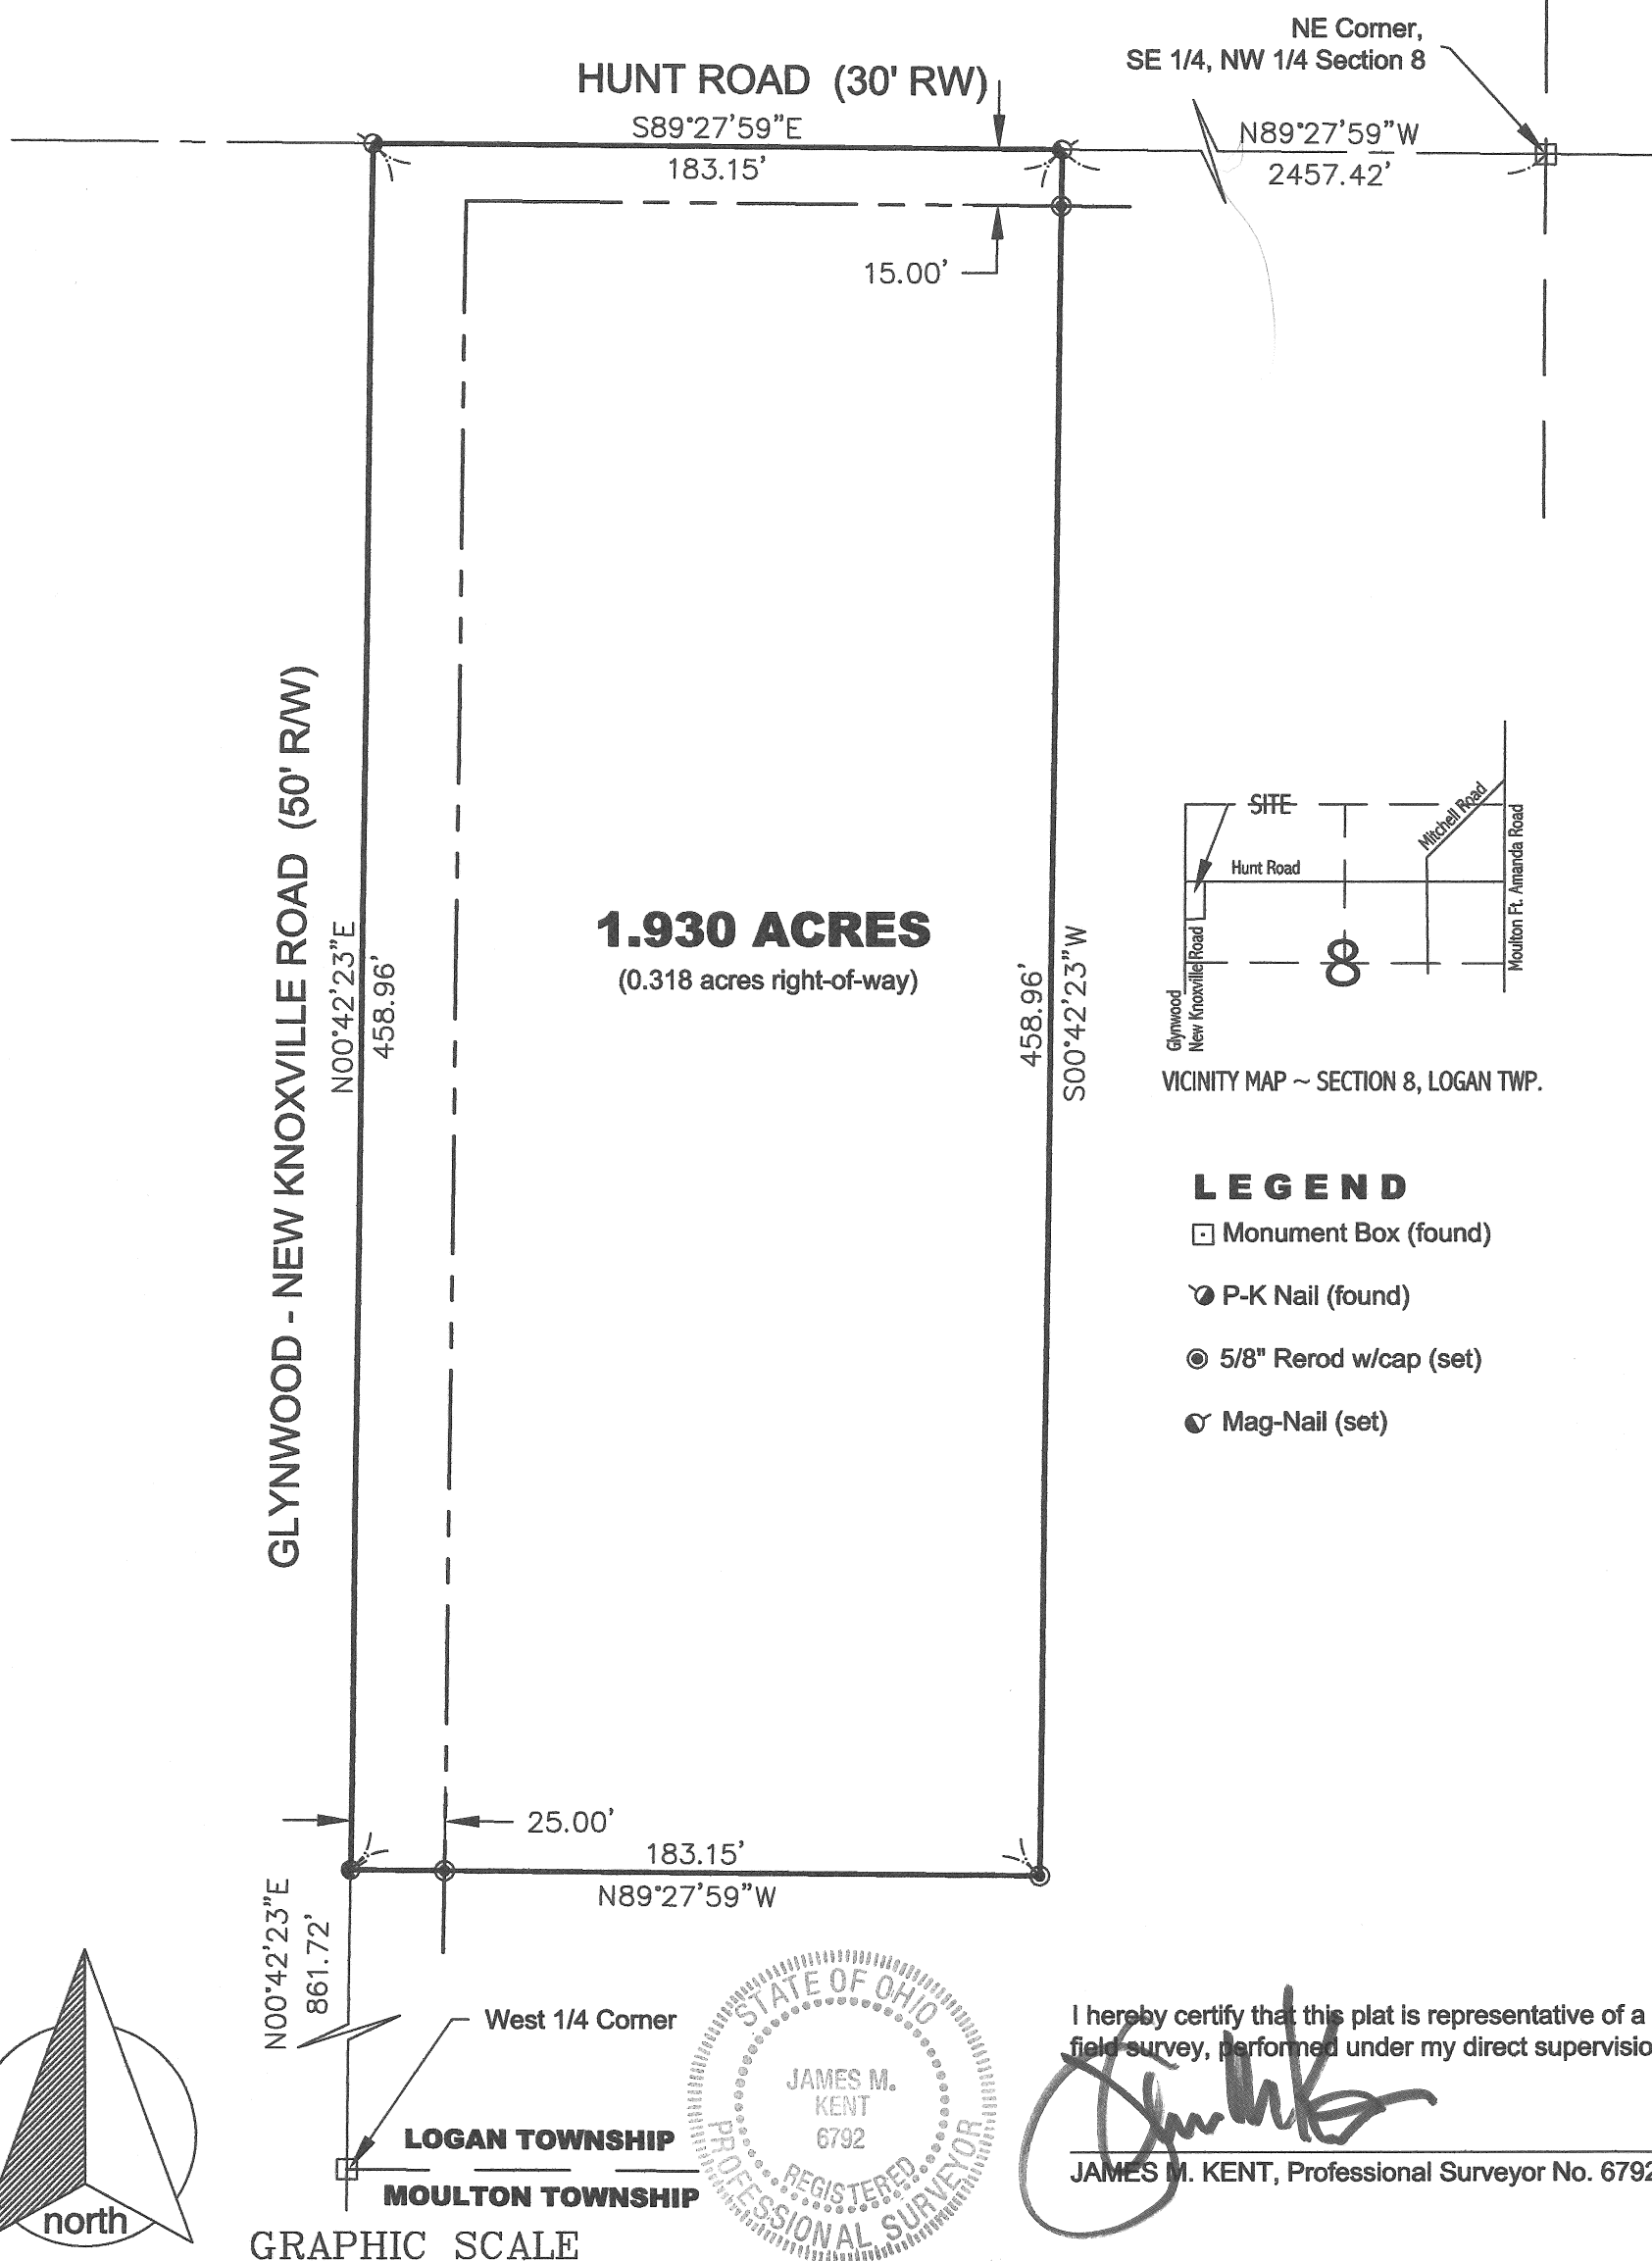 NE Corner,
SE 1/4, NW 1/4 Section 8
HUNT ROAD (30' RW)
S89°27'59"E
183.15'
N89°27'59"W
2457.42'
15.00'
GLYNWOOD - NEW KNOXVILLE ROAD (50' R/W)
N00°42'23"E
458.96'
1.930 ACRES
(0.318 acres right-of-way)
458.96'
S00°42'23"W
SITE
Mitchell Road
Hunt Road
Moulton Ft. Amanda Road
8
Glynwood
New Knoxville Road
VICINITY MAP ~ SECTION 8, LOGAN TWP.
LEGEND
Monument Box (found)
P-K Nail (found)
5/8" Rerod w/cap (set)
Mag-Nail (set)
25.00'
183.15'
N89°27'59"W
N00°42'23"E
861.72'
West 1/4 Corner
LOGAN TOWNSHIP
MOULTON TOWNSHIP
STATE OF OHIO
JAMES M.
KENT
6792
REGISTERED
PROFESSIONAL SURVEYOR
I hereby certify that this plat is representative of a
field survey, performed under my direct supervisio
JAMES M. KENT, Professional Surveyor No. 6792
north
GRAPHIC SCALE